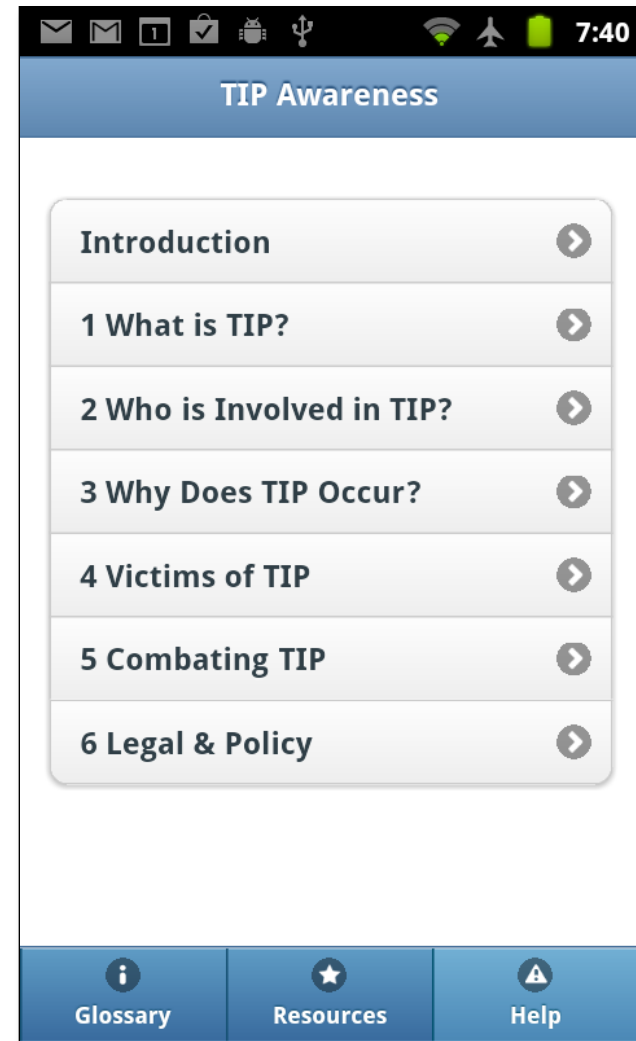 1
7:40
TIP Awareness
Introduction
1 What is TIP?
2 Who is Involved in TIP?
3 Why Does TIP Occur?
4 Victims of TIP
5 Combating TIP
6 Legal & Policy
Glossary
Resources
Help